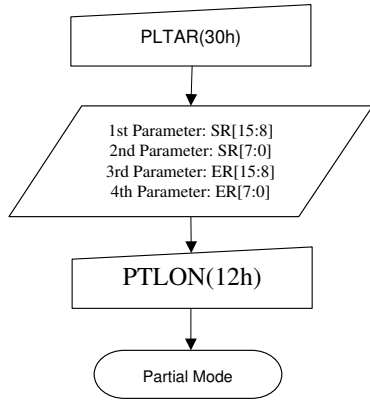 PLTAR(30h)
1st Parameter: SR[15:8]
2nd Parameter: SR[7:0]
3rd Parameter: ER[15:8]
4th Parameter: ER[7:0]
PTLON(12h)
Partial Mode